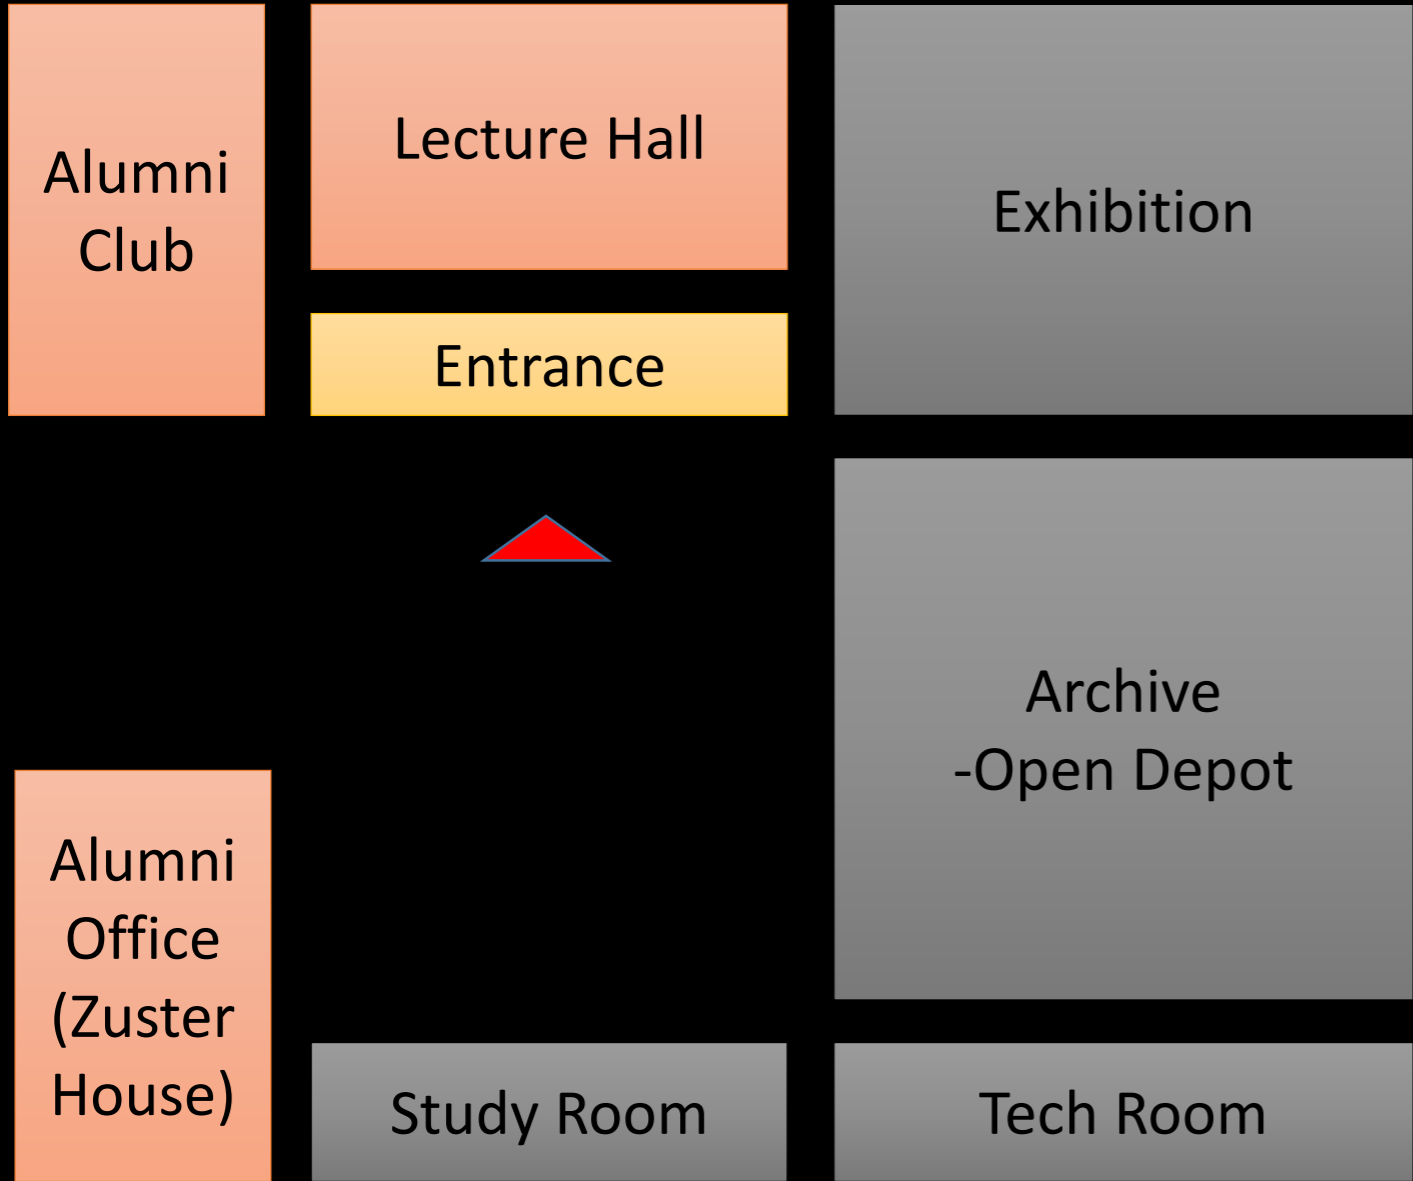 Alumni
Club
Lecture Hall
Entrance
Exhibition
Archive
-Open Depot
Alumni
Office
(Zuster
House)
Study Room
Tech Room